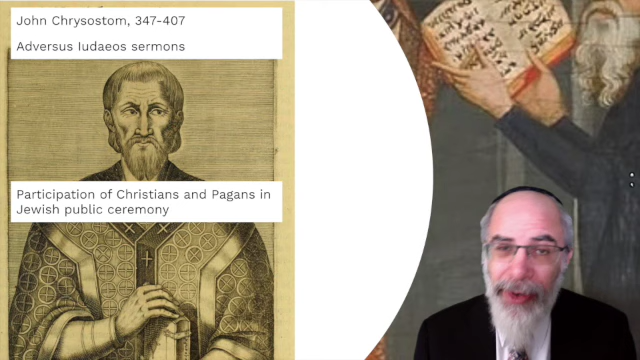 John Chrysostom, 347-407
Adversus Iudaeos sermons
Participation of Christians and Pagans in
Jewish public ceremony